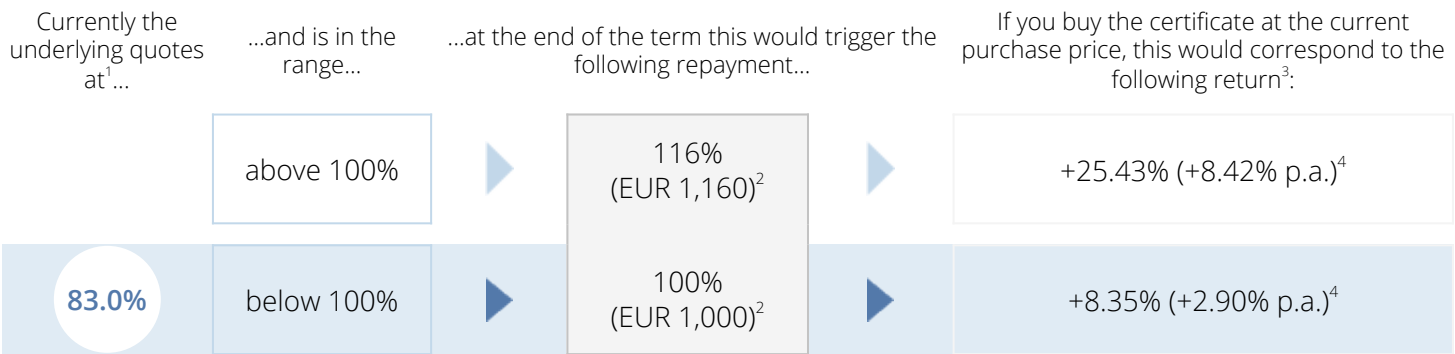 Currently the
underlying quotes
at¹...
...and is in the
range...
...at the end of the term this would trigger the
following repayment...
If you buy the certificate at the current
purchase price, this would correspond to the
following return³:
above 100%
116%
(EUR 1,160)²
+25.43% (+8.42% p.a.)⁴
83.0%
below 100%
100%
(EUR 1,000)²
+8.35% (+2.90% p.a.)⁴